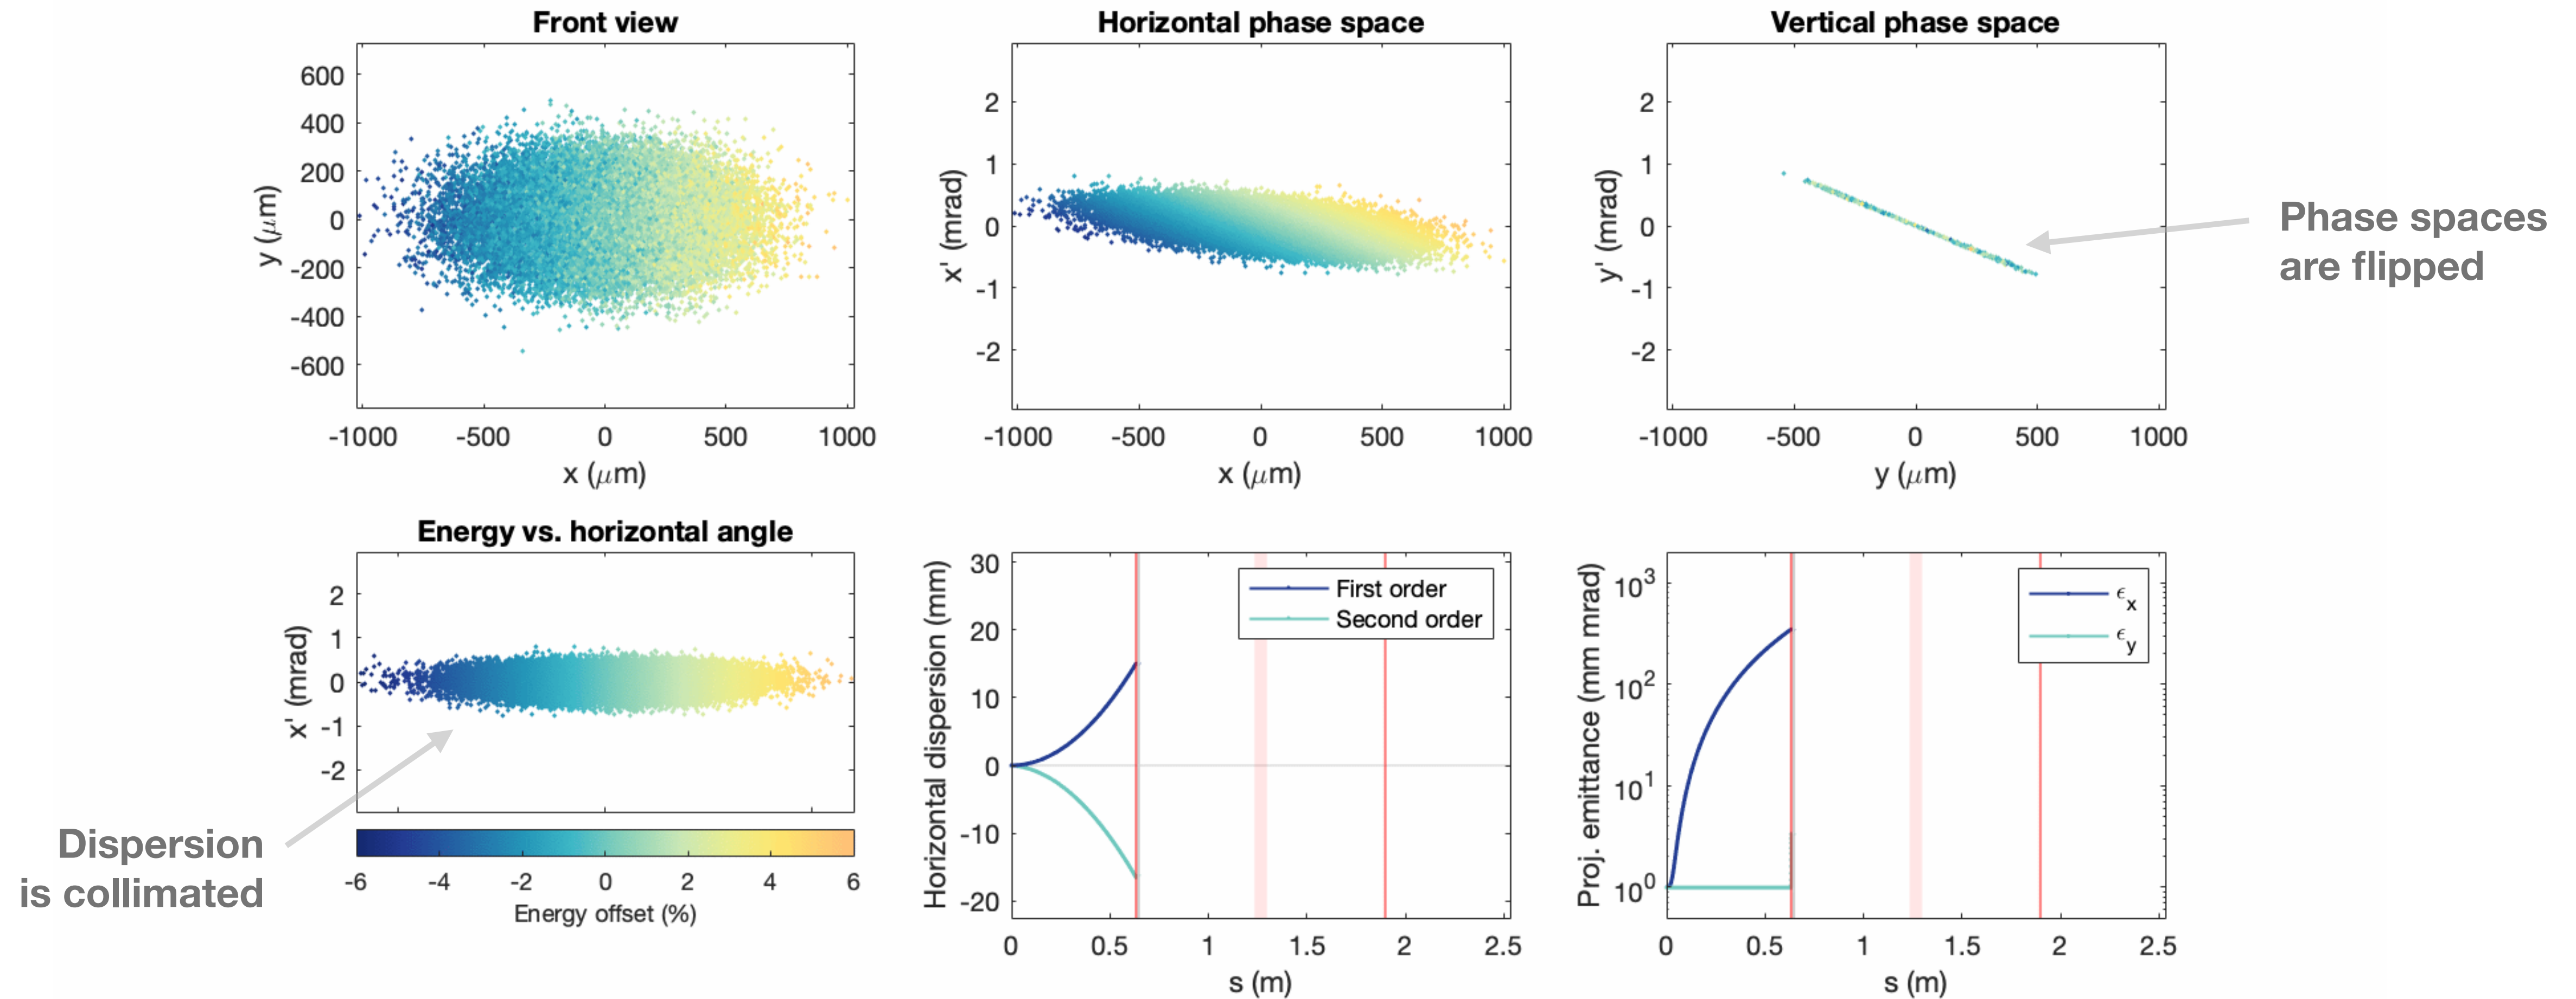 Front view
600
400
200
0
-200
-400
-600
y (μm)
-1000 -500 0 500 1000
x (μm)
Horizontal phase space
2
1
0
-1
-2
x' (mrad)
-1000 -500 0 500 1000
x (μm)
Vertical phase space
2
1
0
-1
-2
y' (mrad)
-1000 -500 0 500 1000
y (μm)
Phase spaces
are flipped
Energy vs. horizontal angle
2
1
0
-1
-2
x' (mrad)
-6 -4 -2 0 2 4 6
Energy offset (%)
Dispersion
is collimated
30
20
10
0
-10
-20
Horizontal dispersion (mm)
First order
Second order
0 0.5 1 1.5 2 2.5
s (m)
10³
10²
10¹
10⁰
Proj. emittance (mm mrad)
ϵₓ
ϵ_y
0 0.5 1 1.5 2 2.5
s (m)